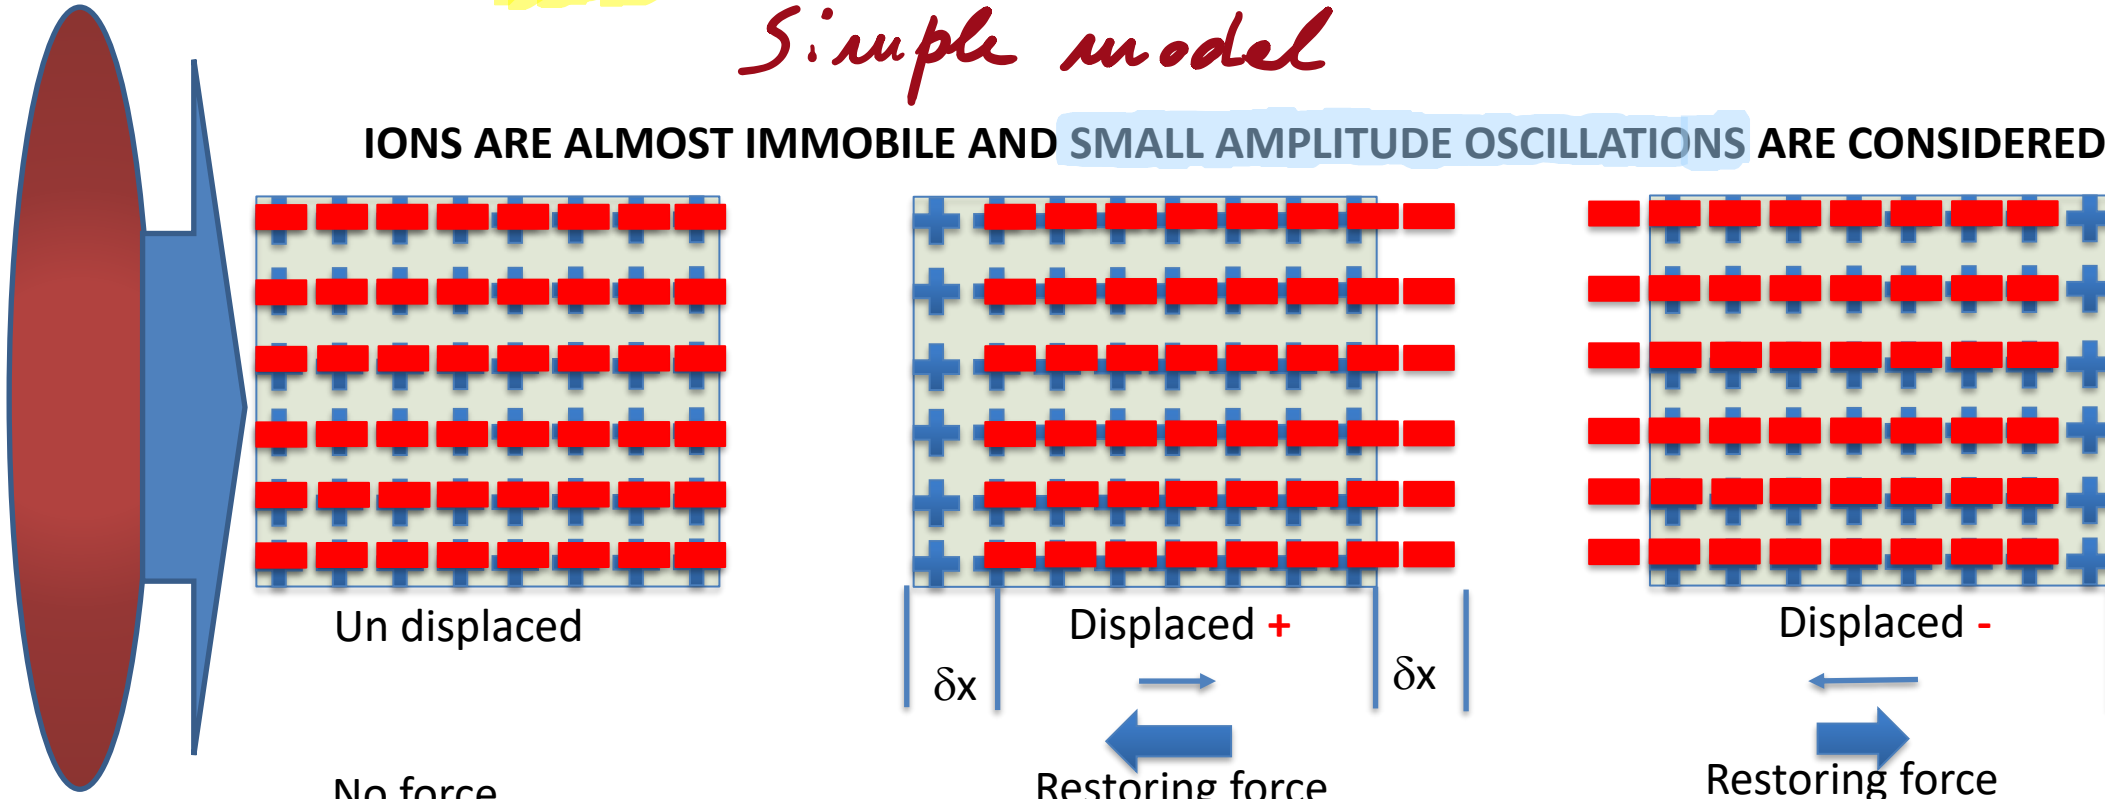 Simple model
IONS ARE ALMOST IMMOBILE AND SMALL AMPLITUDE OSCILLATIONS ARE CONSIDERED
Un displaced
Displaced +
Displaced -
δx
δx
No force
Restoring force
Restoring force